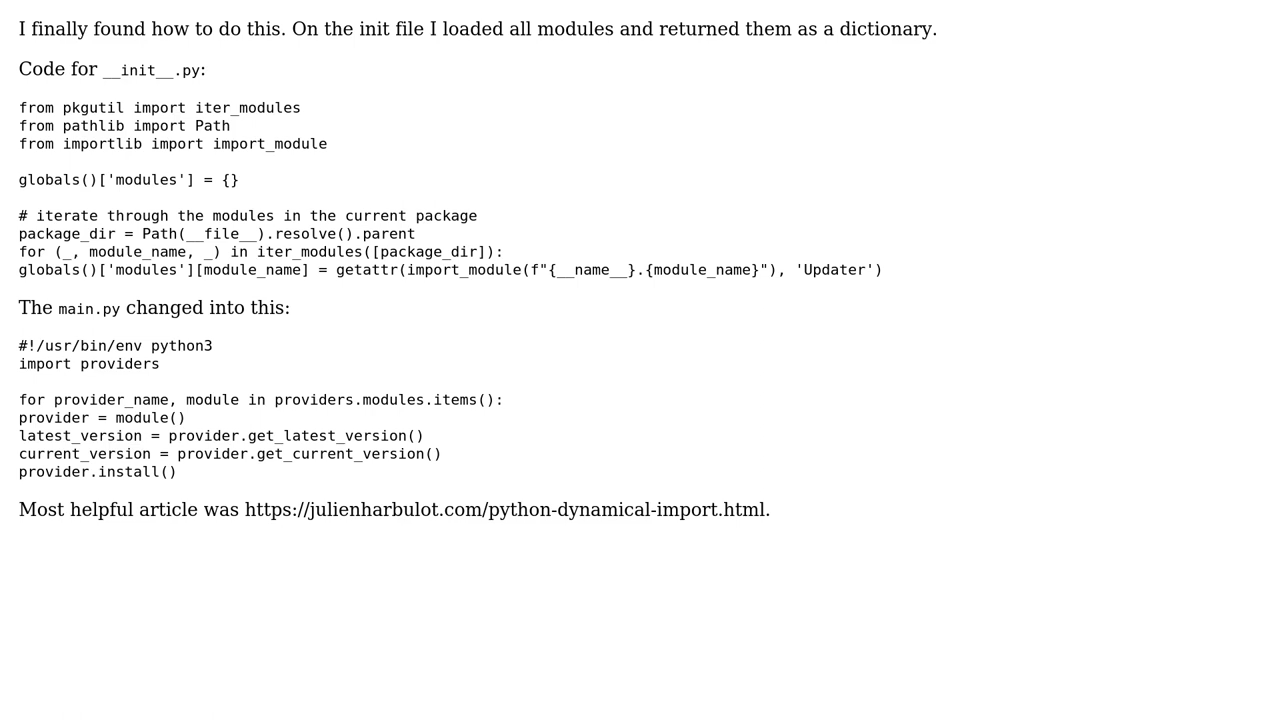 I finally found how to do this. On the init file I loaded all modules and returned them as a dictionary.
Code for __init__.py:
from pkgutil import iter_modules
from pathlib import Path
from importlib import import_module
globals()['modules'] = {}
# iterate through the modules in the current package
package_dir = Path(__file__).resolve().parent
for (_, module_name, _) in iter_modules([package_dir]):
globals()['modules'][module_name] = getattr(import_module(f"{__name__}.{module_name}"), 'Updater')
The main.py changed into this:
#!/usr/bin/env python3
import providers
for provider_name, module in providers.modules.items():
provider = module()
latest_version = provider.get_latest_version()
current_version = provider.get_current_version()
provider.install()
Most helpful article was https://julienharbulot.com/python-dynamical-import.html.